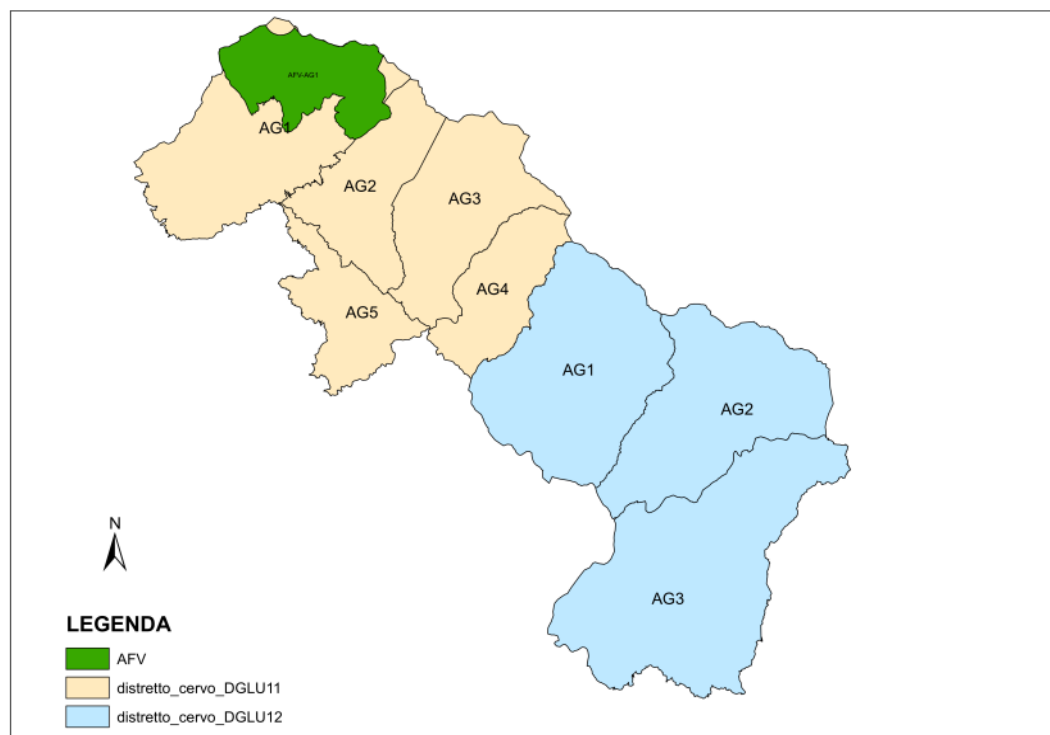 AFV-AG1
AG1
AG2
AG3
AG4
AG5
AG1
AG2
AG3
N
LEGENDA
AFV
distretto_cervo_DGLU11
distretto_cervo_DGLU12